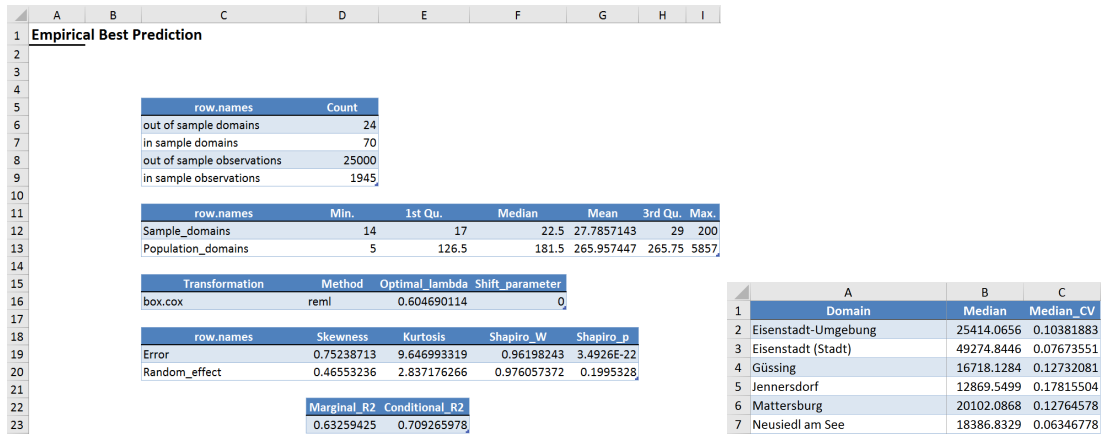 A B C D E F G H I
1 Empirical Best Prediction
2
3
4
5 row.names Count
6 out of sample domains 24
7 in sample domains 70
8 out of sample observations 25000
9 in sample observations 1945
10
11 row.names Min. 1st Qu. Median Mean 3rd Qu. Max.
12 Sample_domains 14 17 22.5 27.7857143 29 200
13 Population_domains 5 126.5 181.5 265.957447 265.75 5857
14
15 Transformation Method Optimal_lambda Shift_parameter
16 box.cox reml 0.604690114 0
17
18 row.names Skewness Kurtosis Shapiro_W Shapiro_p
19 Error 0.75238713 9.646993319 0.96198243 3.4926E-22
20 Random_effect 0.46553236 2.837176266 0.976057372 0.1995328
21
22 Marginal_R2 Conditional_R2
23 0.63259425 0.709265978
A B C
1 Domain Median Median_CV
2 Eisenstadt-Umgebung 25414.0656 0.10381883
3 Eisenstadt (Stadt) 49274.8446 0.07673551
4 Güssing 16718.1284 0.12732081
5 Jennersdorf 12869.5499 0.17815504
6 Mattersburg 20102.0868 0.12764578
7 Neusiedl am See 18386.8329 0.06346778